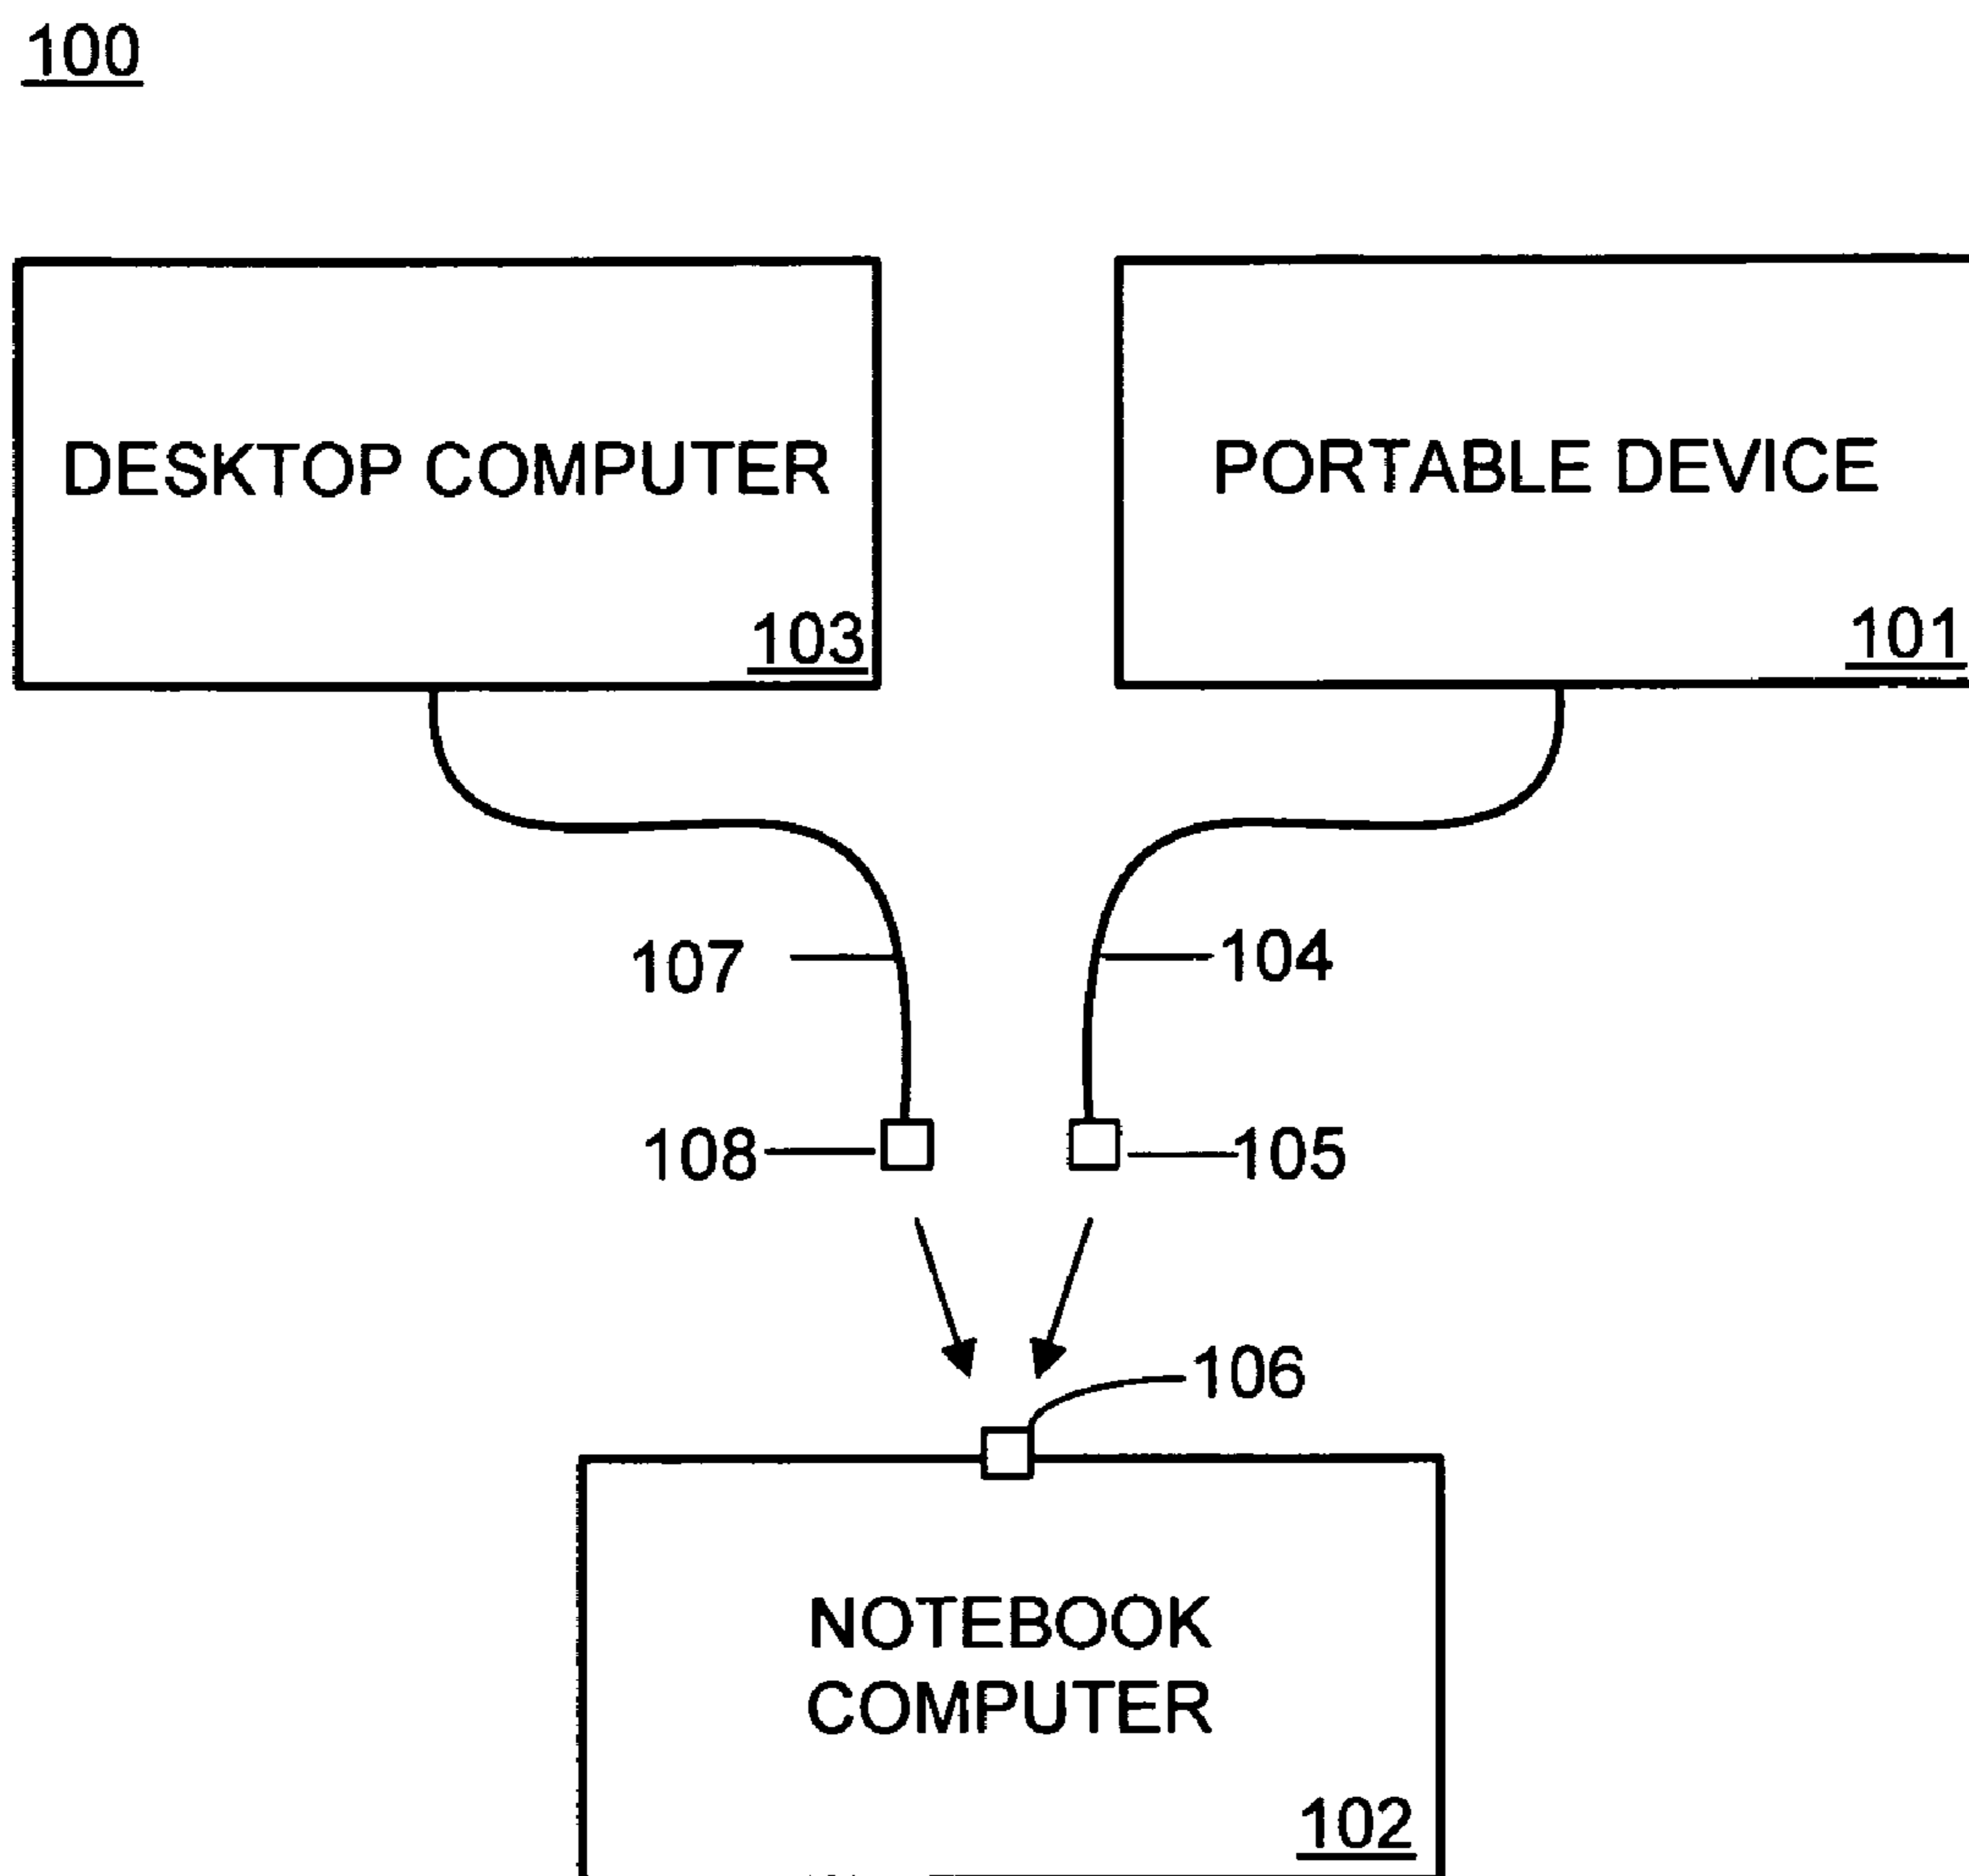 100
DESKTOP COMPUTER
103
PORTABLE DEVICE
101
107
104
108
105
106
NOTEBOOK
COMPUTER
102